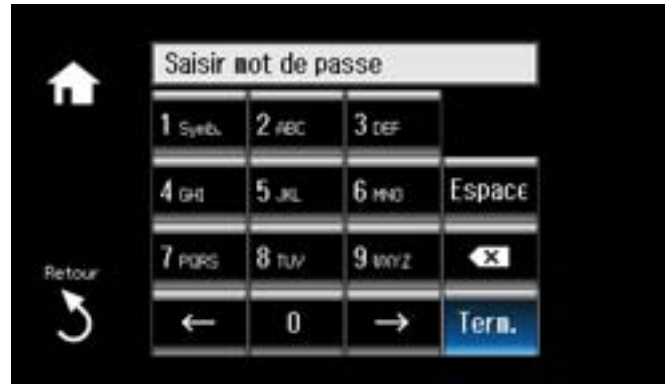 Saisir mot de passe
1 Symb. 2 ABC 3 DEF
4 GHI 5 JKL 6 MNO Espace
7 PQRS 8 TUV 9 WXYZ
Retour
← 0 → Term.